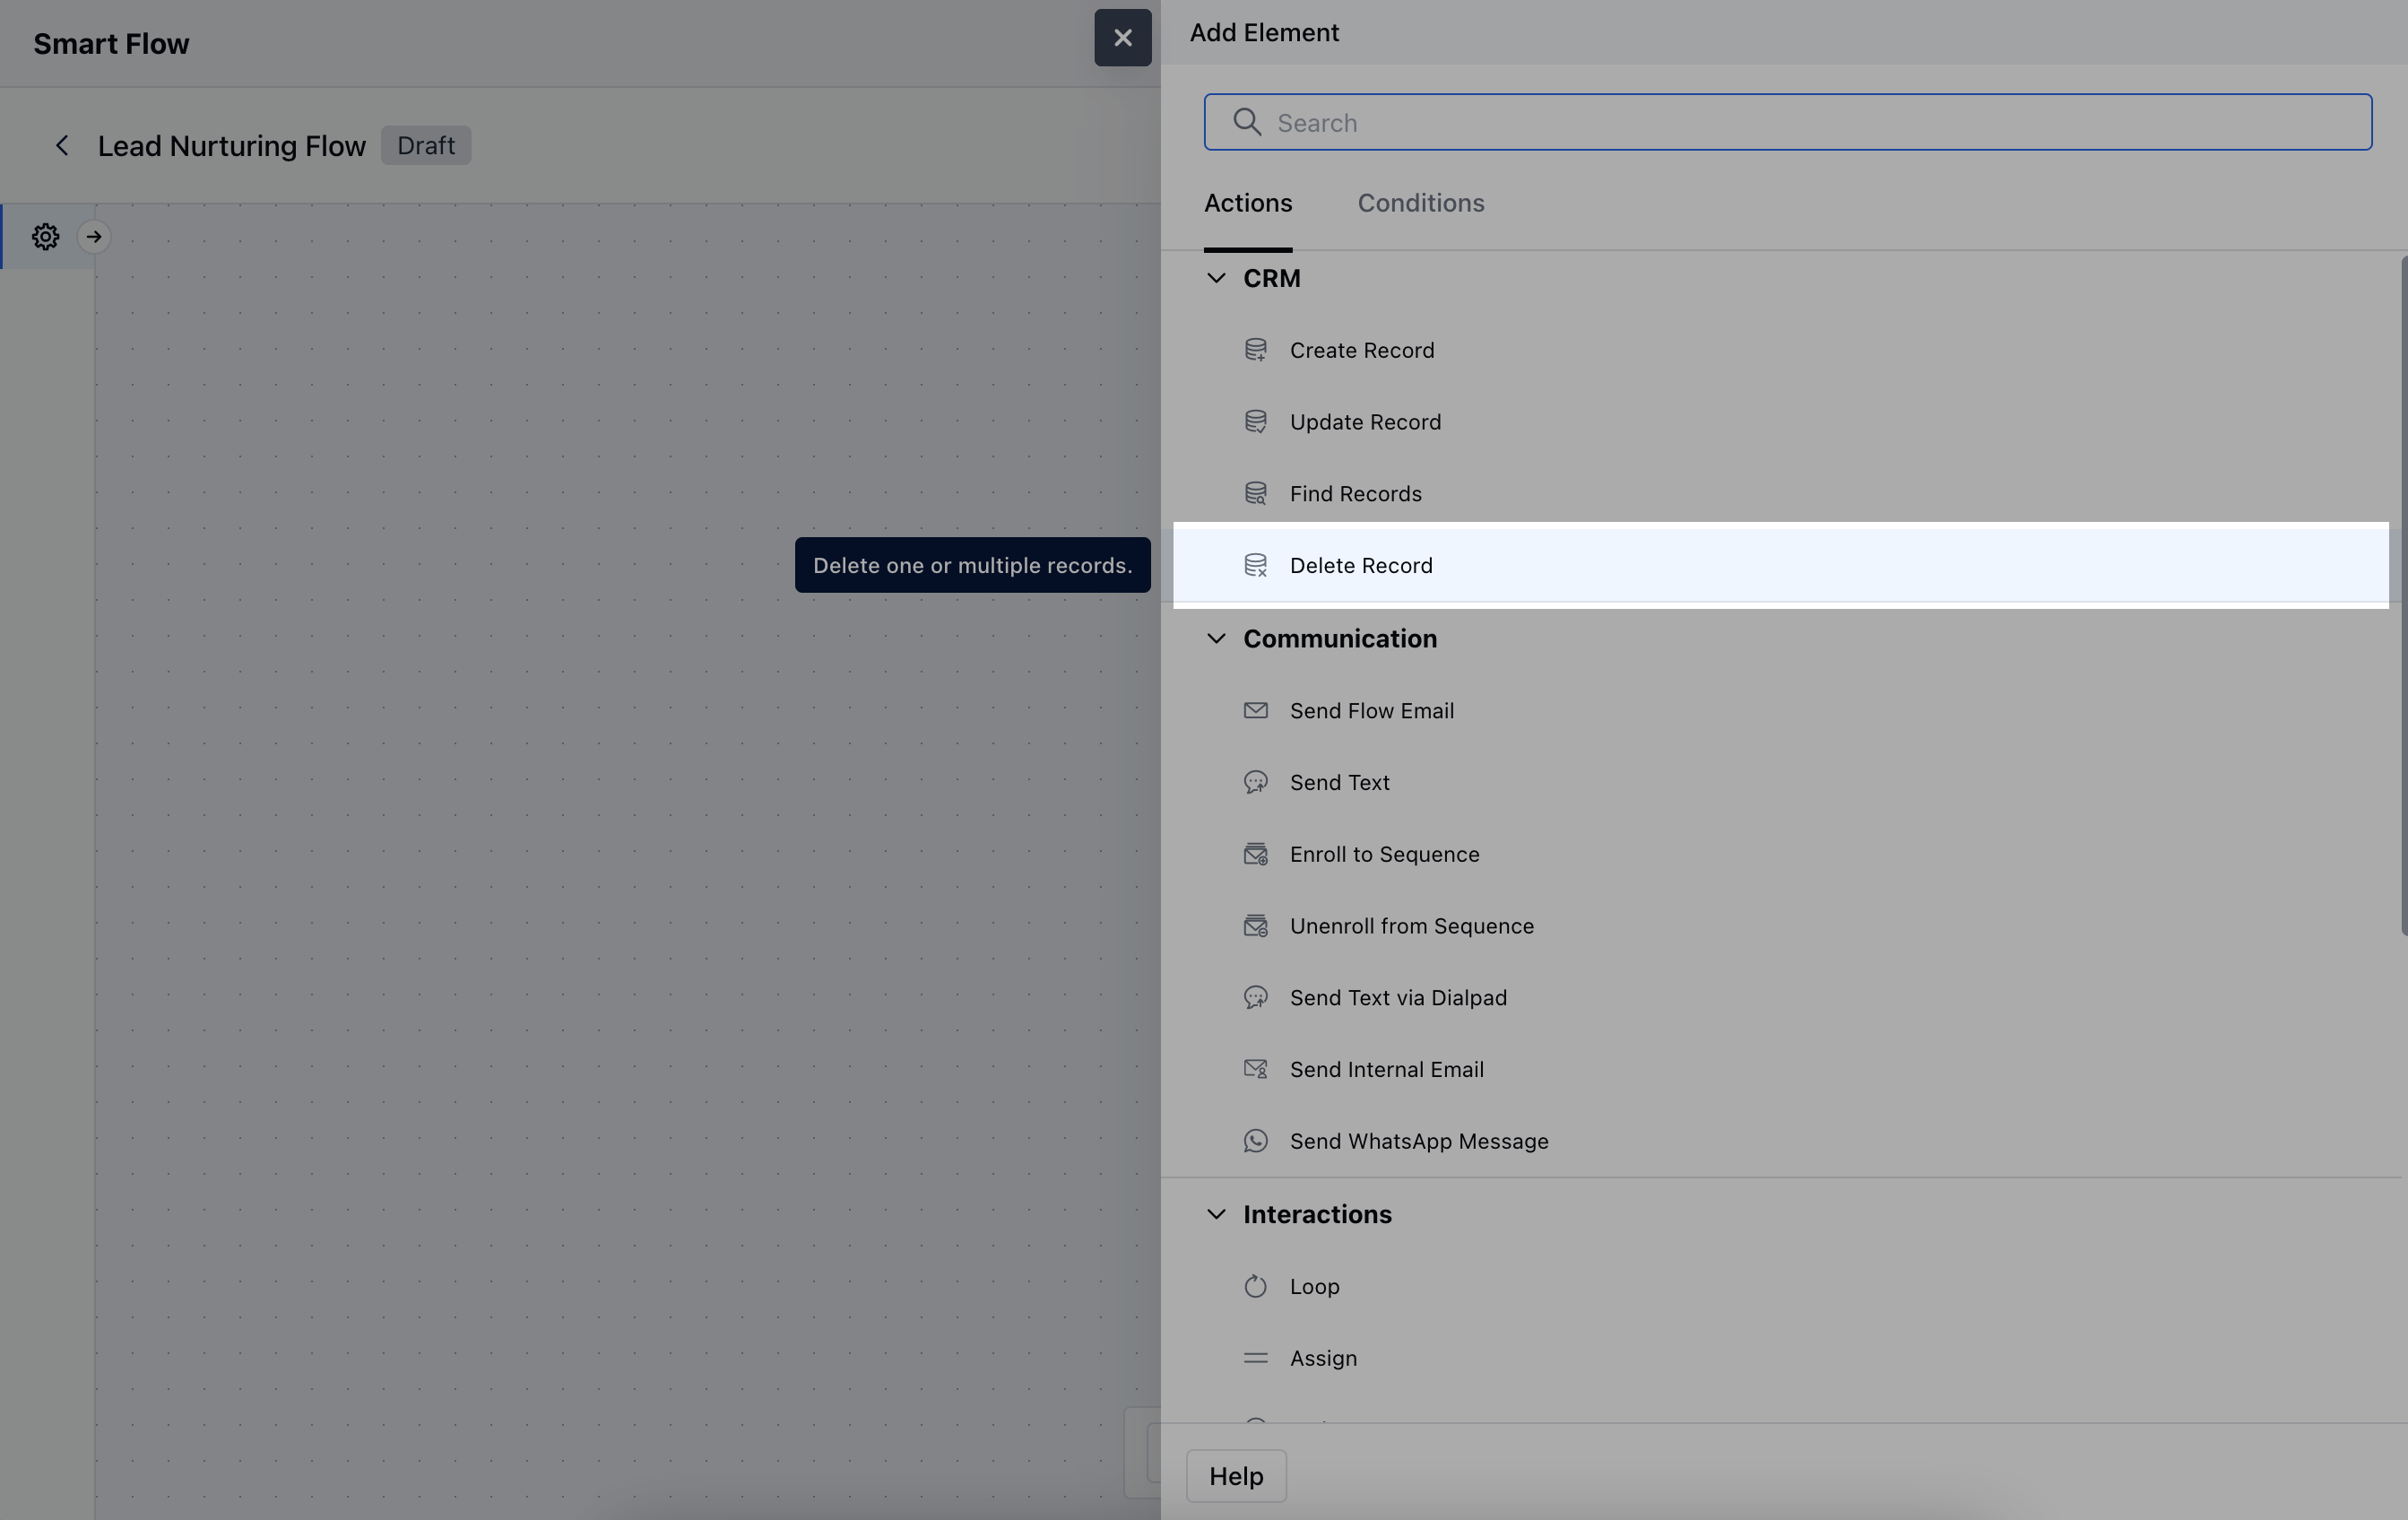 Smart Flow
Add Element
Search
Lead Nurturing Flow
Draft
Actions
Conditions
CRM
Create Record
Update Record
Find Records
Delete one or multiple records.
Delete Record
Communication
Send Flow Email
Send Text
Enroll to Sequence
Unenroll from Sequence
Send Text via Dialpad
Send Internal Email
Send WhatsApp Message
Interactions
Loop
Assign
Help